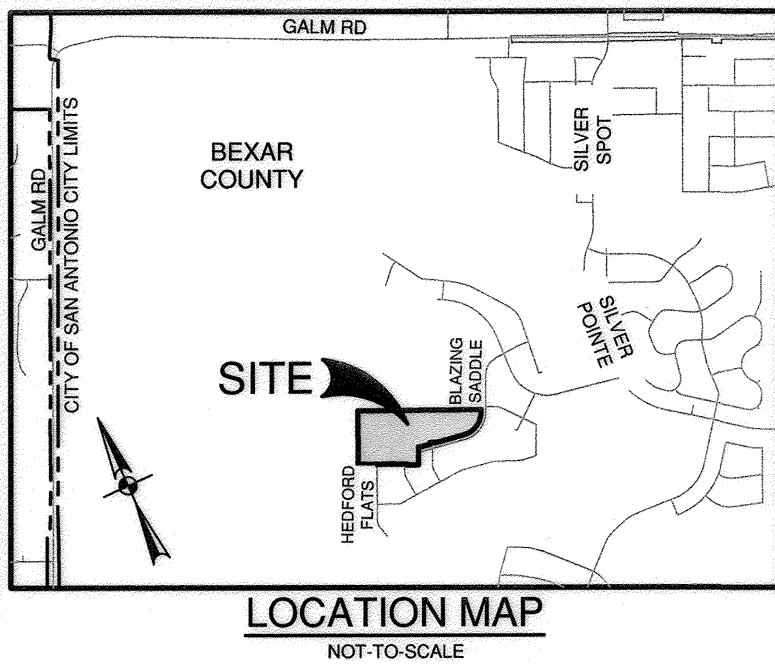 GALM RD
BEXAR
COUNTY
SILVER
SPOT
GALM RD
CITY OF SAN ANTONIO CITY LIMITS
SILVER
POINTE
SITE
BLAZING
SADDLE
HEDFORD
FLATS
LOCATION MAP
NOT-TO-SCALE